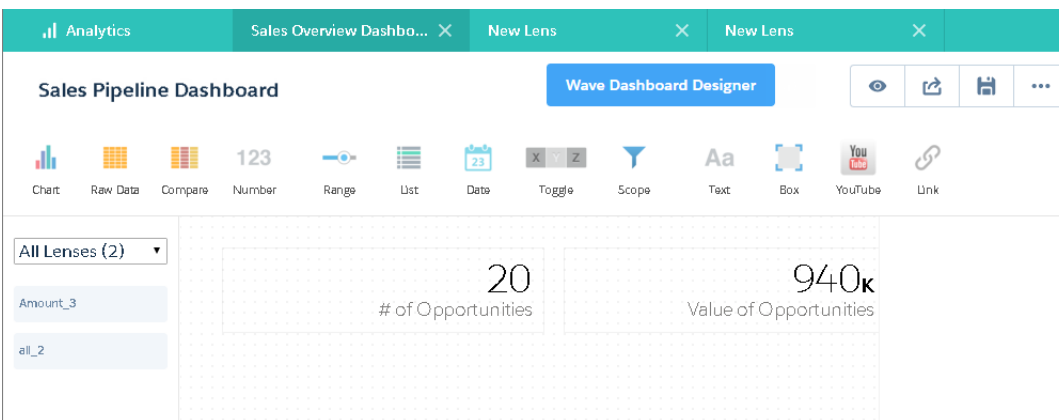 Analytics
Sales Overview Dashbo...
New Lens
New Lens
Sales Pipeline Dashboard
Wave Dashboard Designer
123
23
X Y Z
Aa
You
Tube
Chart
Raw Data
Compare
Number
Range
List
Date
Toggle
Scope
Text
Box
YouTube
Link
All Lenses (2)
Amount_3
all_2
20
# of Opportunities
940K
Value of Opportunities